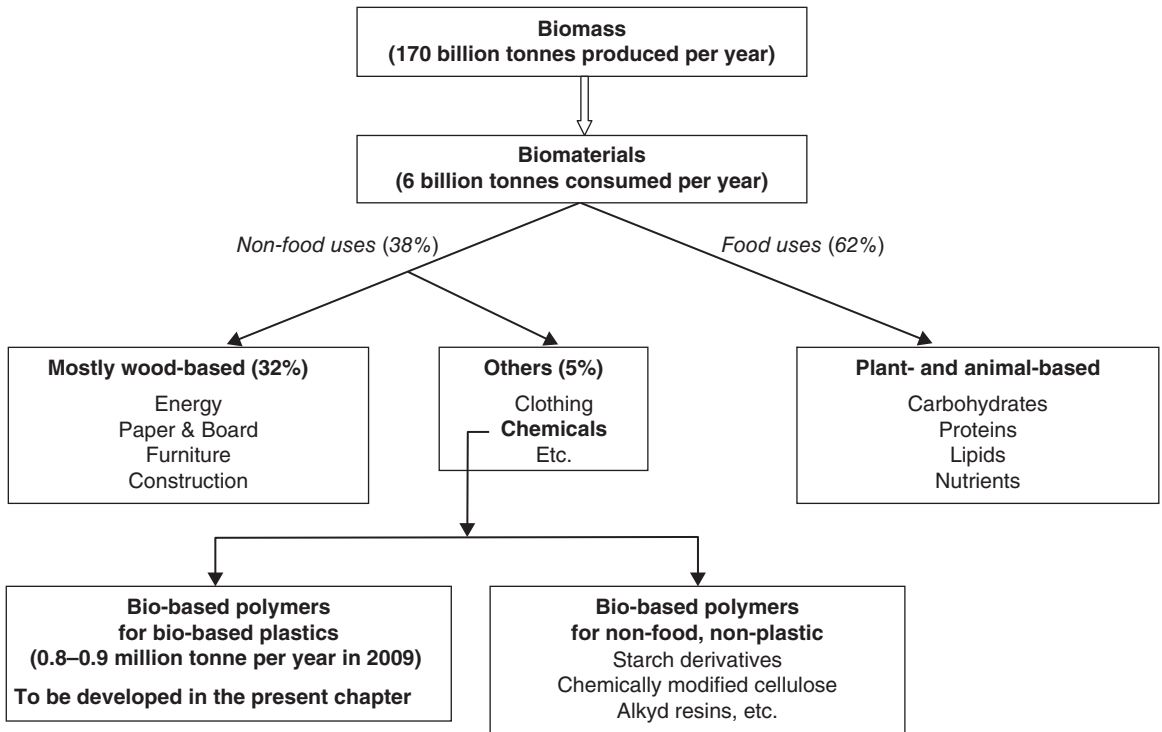 Biomass
(170 billion tonnes produced per year)
Biomaterials
(6 billion tonnes consumed per year)
Non-food uses (38%)
Food uses (62%)
Mostly wood-based (32%)
Energy
Paper & Board
Furniture
Construction
Others (5%)
Clothing
Chemicals
Etc.
Plant- and animal-based
Carbohydrates
Proteins
Lipids
Nutrients
Bio-based polymers
for bio-based plastics
(0.8–0.9 million tonne per year in 2009)
To be developed in the present chapter
Bio-based polymers
for non-food, non-plastic
Starch derivatives
Chemically modified cellulose
Alkyd resins, etc.